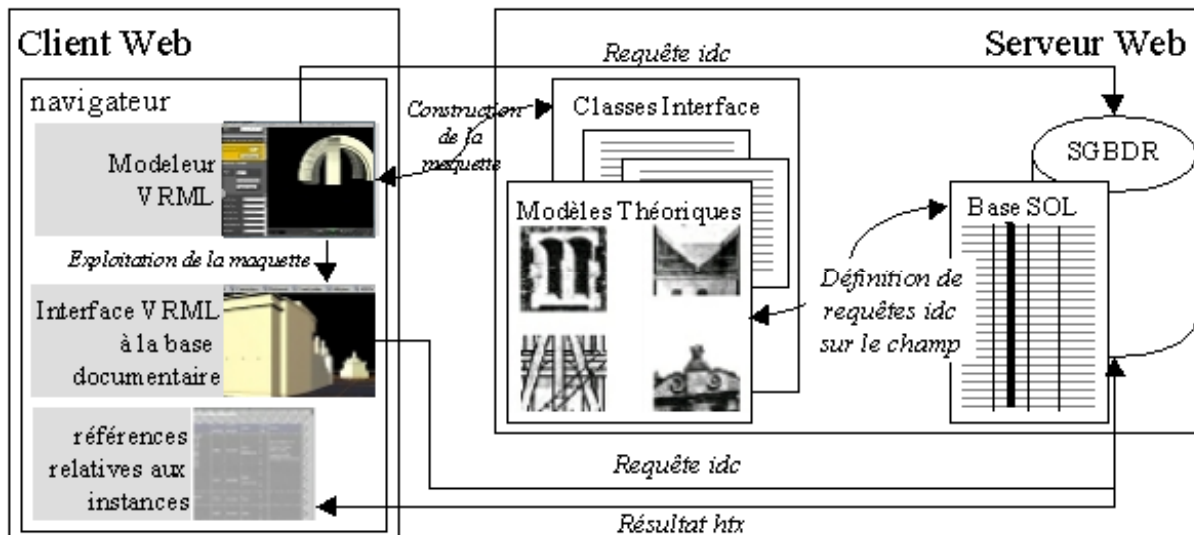 Client Web
Serveur Web
Requête idc
navigateur
Construction
de la
maquette
Classes Interface
Modeleur
VRML
SGBDR
Modèles Théoriques
Base SOL
Exploitation de la maquette
Interface VRML
à la base
documentaire
Définition de
requêtes idc
sur le champ
référénces
relatives aux
instances
Requête idc
Résultat htx